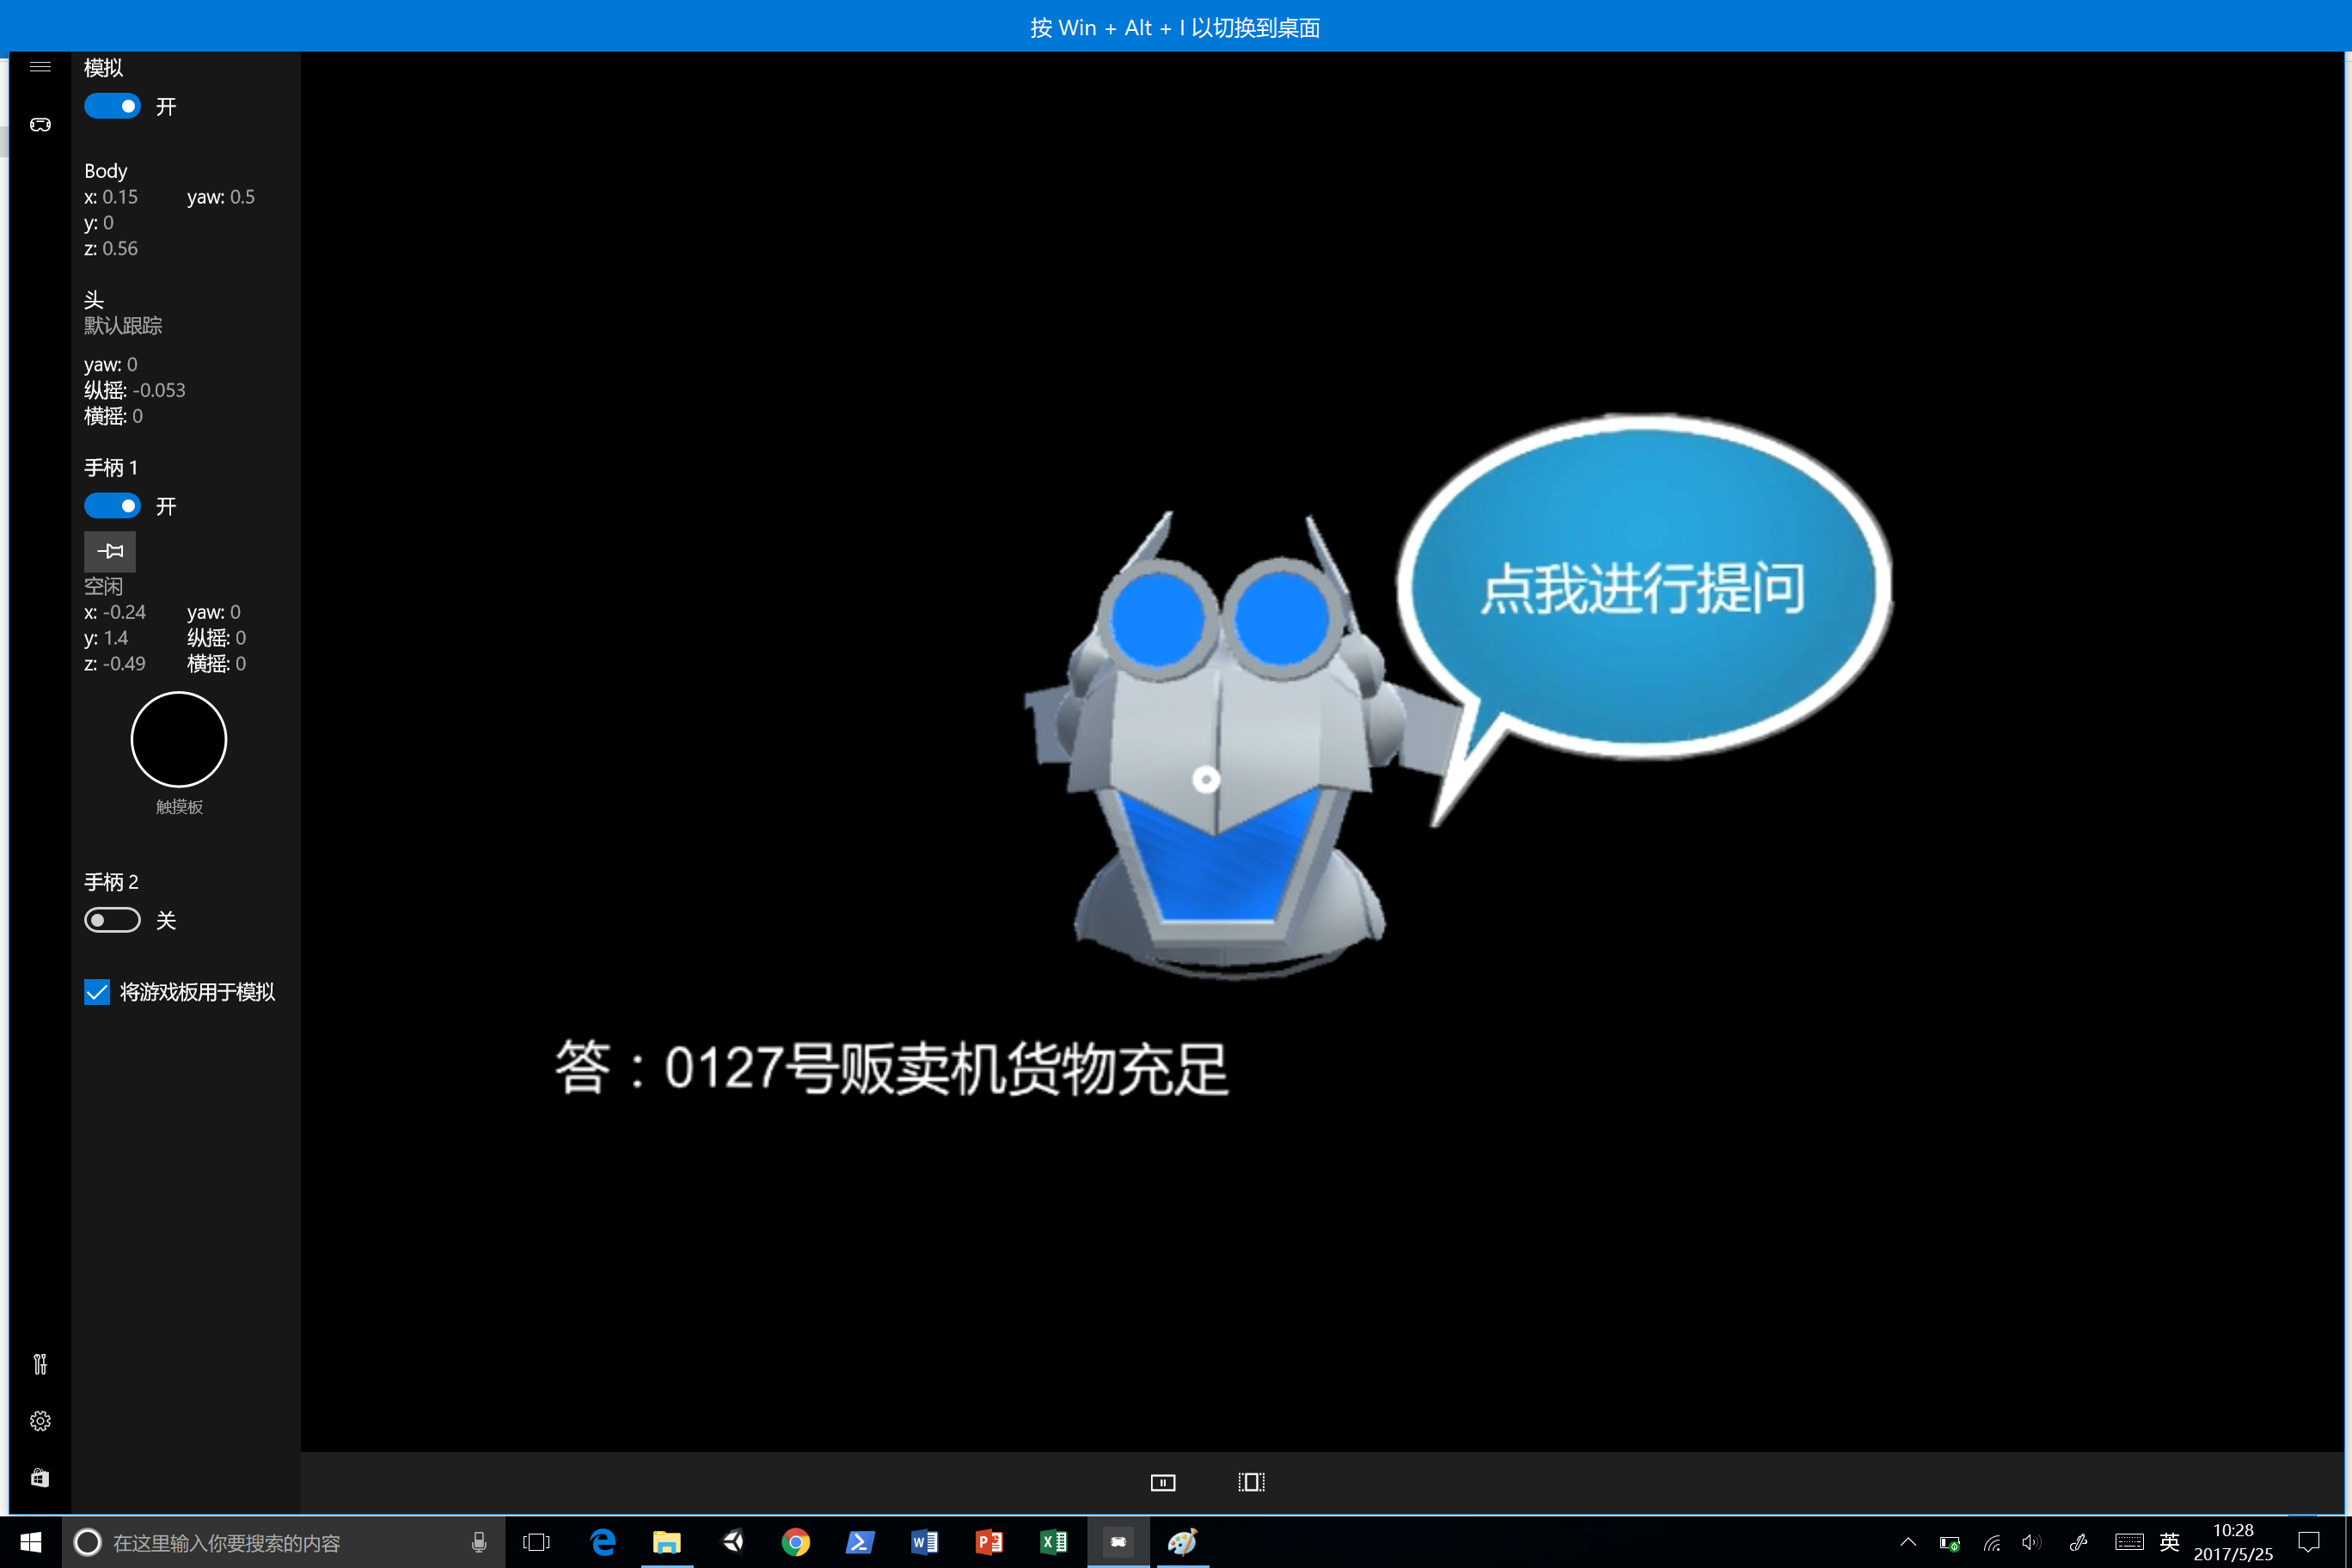 按 Win + Alt + I 以切换到桌面
模拟
开
Body
x: 0.15 yaw: 0.5
y: 0
z: 0.56
头
默认跟踪
yaw: 0
纵摇: -0.053
横摇: 0
手柄 1
开
空闲
x: -0.24 yaw: 0
y: 1.4 纵摇: 0
z: -0.49 横摇: 0
触摸板
手柄 2
关
将游戏板用于模拟
点我进行提问
答：0127号贩卖机货物充足
在这里输入你要搜索的内容
英
10:28
2017/5/25